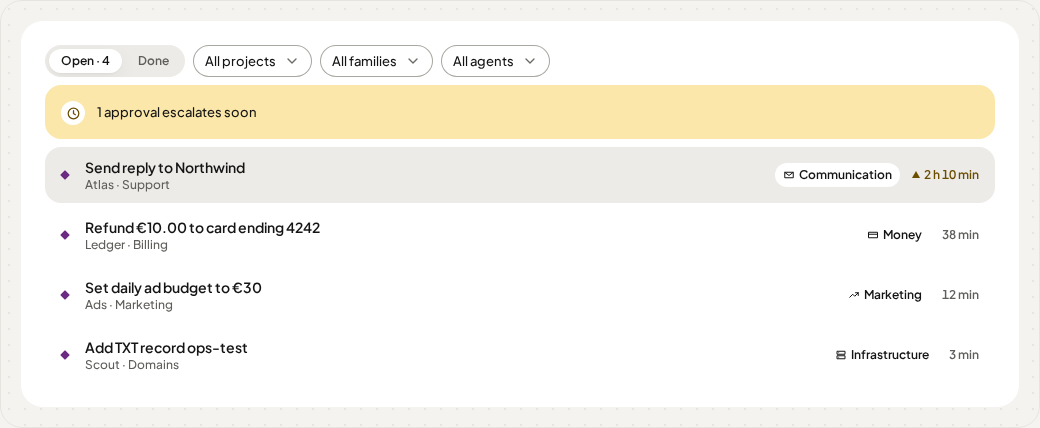 Open · 4
Done
All projects
All families
All agents
1 approval escalates soon
Send reply to Northwind
Atlas · Support
Communication
2 h 10 min
Refund €10.00 to card ending 4242
Ledger · Billing
Money
38 min
Set daily ad budget to €30
Ads · Marketing
Marketing
12 min
Add TXT record ops-test
Scout · Domains
Infrastructure
3 min